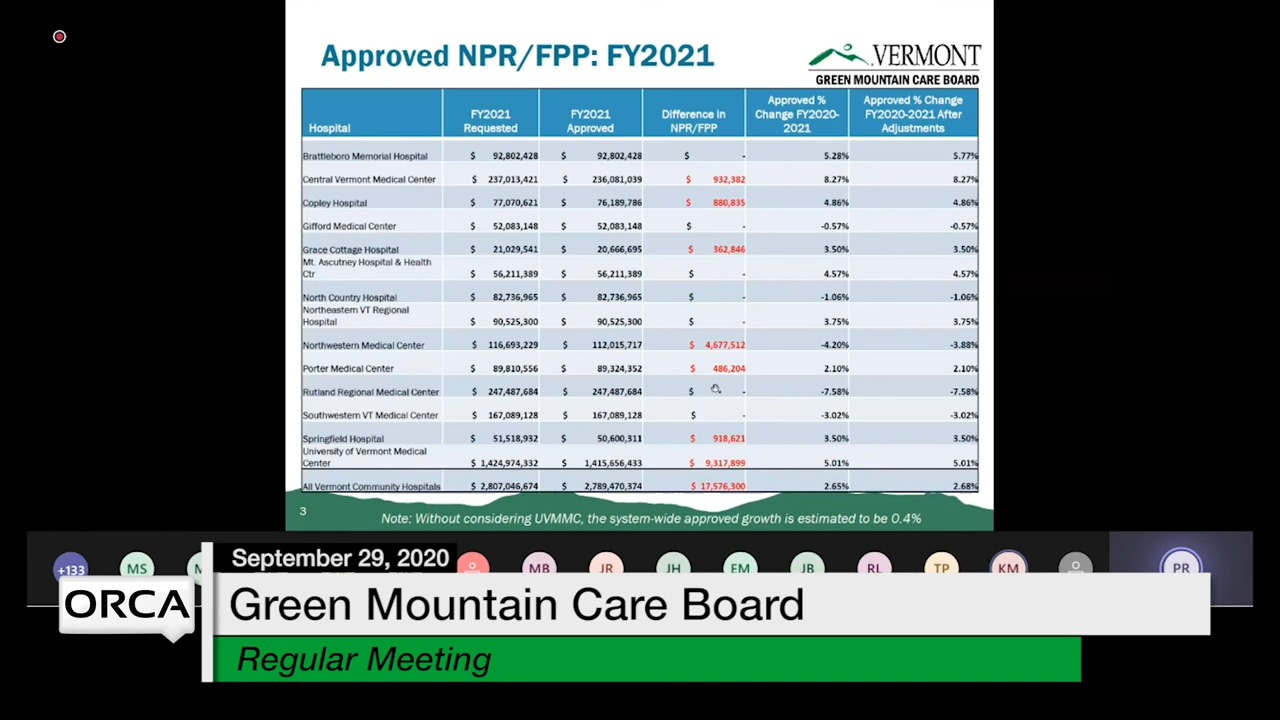 Approved NPR/FPP: FY2021
VERMONT
GREEN MOUNTAIN CARE BOARD
Hospital FY2021 Requested FY2021 Approved Difference in NPR/FPP Approved % Change FY2020-2021 Approved % Change FY2020-2021 After Adjustments
Brattleboro Memorial Hospital $ 92,802,428 $ 92,802,428 $ - 5.28% 5.77%
Central Vermont Medical Center $ 237,013,421 $ 236,081,039 $ 932,382 8.27% 8.27%
Copley Hospital $ 77,070,621 $ 76,189,786 $ 880,835 4.86% 4.86%
Gifford Medical Center $ 52,083,148 $ 52,083,148 $ - -0.57% -0.57%
Grace Cottage Hospital $ 21,029,541 $ 20,666,695 $ 362,846 3.50% 3.50%
Mt. Ascutney Hospital & Health Ctr $ 56,211,389 $ 56,211,389 $ - 4.57% 4.57%
North Country Hospital $ 82,736,965 $ 82,736,965 $ - -1.06% -1.06%
Northeastern VT Regional Hospital $ 90,525,300 $ 90,525,300 $ - 3.75% 3.75%
Northwestern Medical Center $ 116,693,229 $ 112,015,717 $ 4,677,512 -4.20% -3.88%
Porter Medical Center $ 89,810,556 $ 89,324,352 $ 486,204 2.10% 2.10%
Rutland Regional Medical Center $ 247,487,684 $ 247,487,684 $ - -7.58% -7.58%
Southwestern VT Medical Center $ 167,089,128 $ 167,089,128 $ - -3.02% -3.02%
Springfield Hospital $ 51,518,932 $ 50,600,311 $ 918,621 3.50% 3.50%
University of Vermont Medical Center $ 1,424,974,332 $ 1,415,656,433 $ 9,317,899 5.01% 5.01%
All Vermont Community Hospitals $ 2,807,046,674 $ 2,789,470,374 $ 17,576,300 2.65% 2.68%
3
Note: Without considering UVMMC, the system-wide approved growth is estimated to be 0.4%
+133 MS MB JR JH EM JB RL TP KM PR
September 29, 2020
ORCA
Green Mountain Care Board
Regular Meeting